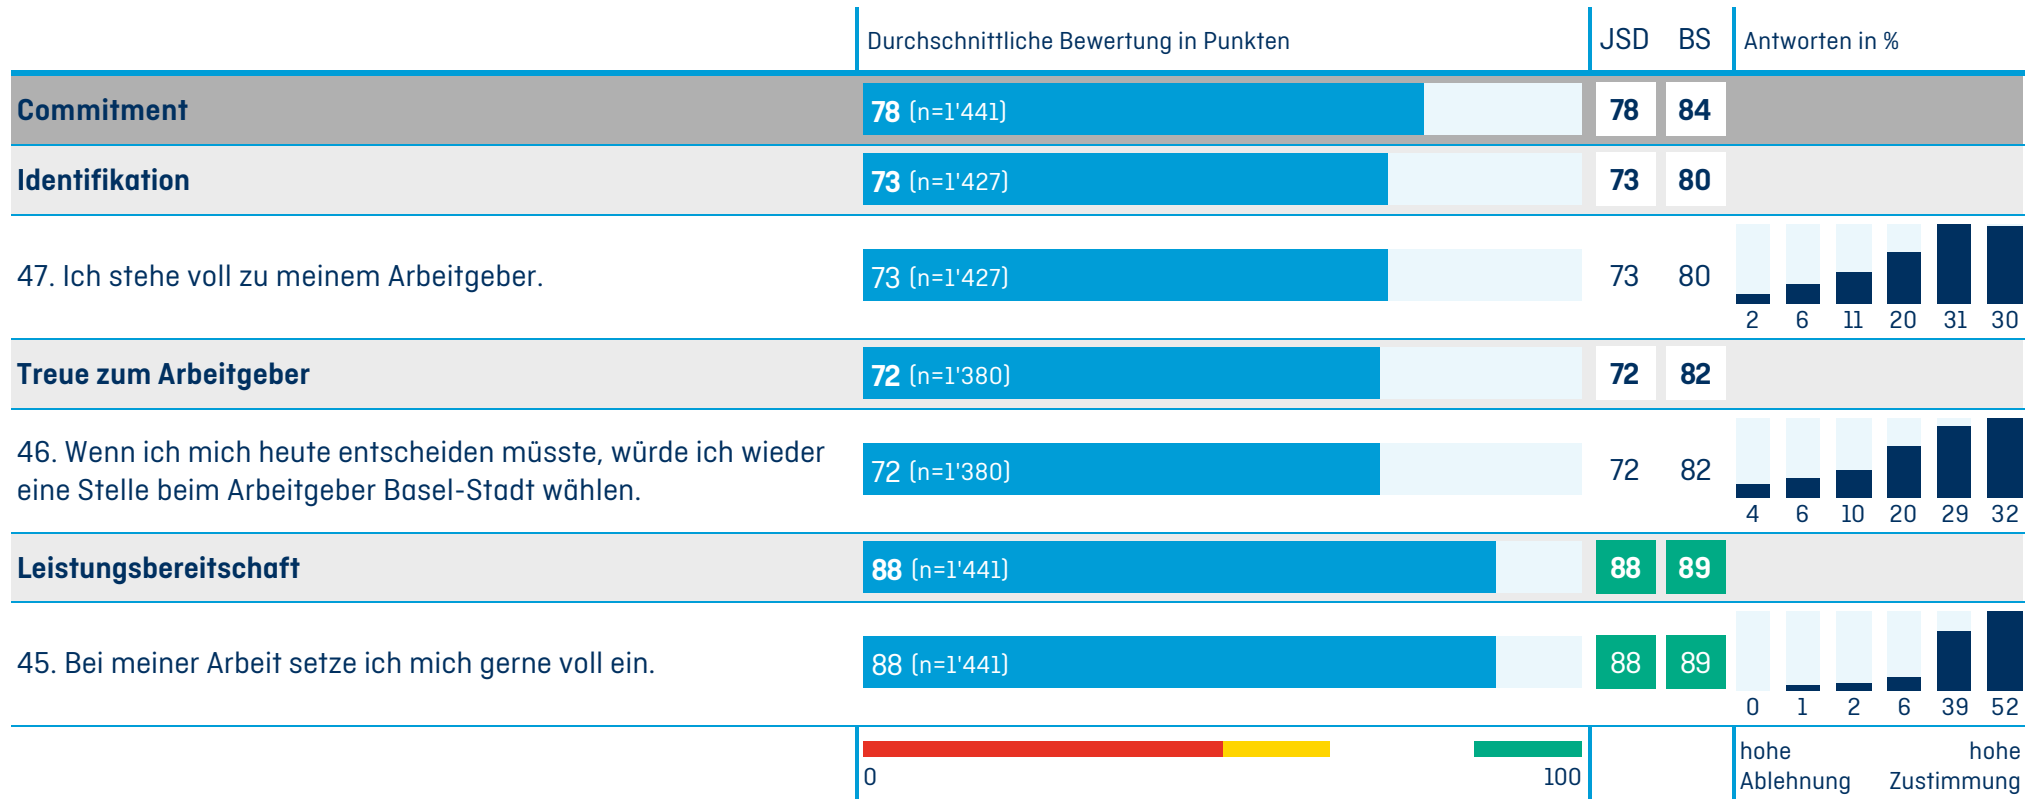 Durchschnittliche Bewertung in Punkten JSD BS Antworten in %
Commitment 78 (n=1'441) 78 84
Identifikation 73 (n=1'427) 73 80
47. Ich stehe voll zu meinem Arbeitgeber. 73 (n=1'427) 73 80
2 6 11 20 31 30
Treue zum Arbeitgeber 72 (n=1'380) 72 82
46. Wenn ich mich heute entscheiden müsste, würde ich wieder
eine Stelle beim Arbeitgeber Basel-Stadt wählen. 72 (n=1'380) 72 82
4 6 10 20 29 32
Leistungsbereitschaft 88 (n=1'441) 88 89
45. Bei meiner Arbeit setze ich mich gerne voll ein. 88 (n=1'441) 88 89
0 1 2 6 39 52
0 100
hohe hohe
Ablehnung Zustimmung